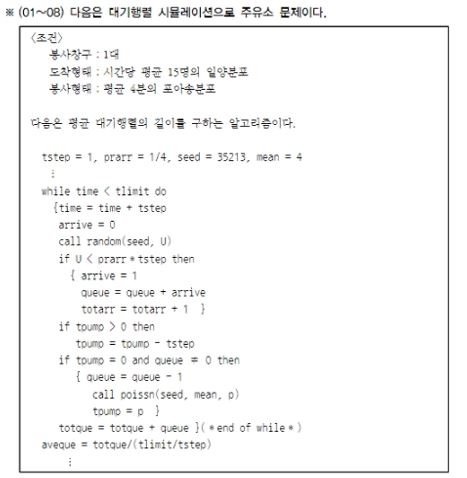 ※ (01~08) 다음은 대기행렬 시뮬레이션으로 주유소 문제이다.
〈조건〉
봉사창구 : 1대
도착형태 : 시간당 평균 15명의 일양분포
봉사형태 : 평균 4분의 포아송분포
다음은 평균 대기행렬의 길이를 구하는 알고리즘이다.
tstep = 1, prarr = 1/4, seed = 35213, mean = 4
⋮
while time < tlimit do
{time = time + tstep
arrive = 0
call random(seed, U)
if U < prarr * tstep then
{ arrive = 1
queue = queue + arrive
totarr = totarr + 1 }
if tpump > 0 then
tpump = tpump - tstep
if tpump = 0 and queue ≠ 0 then
{ queue = queue - 1
call poissn(seed, mean, p)
tpump = p }
totque = totque + queue }( * end of while * )
aveque = totque/(tlimit/tstep)
⋮